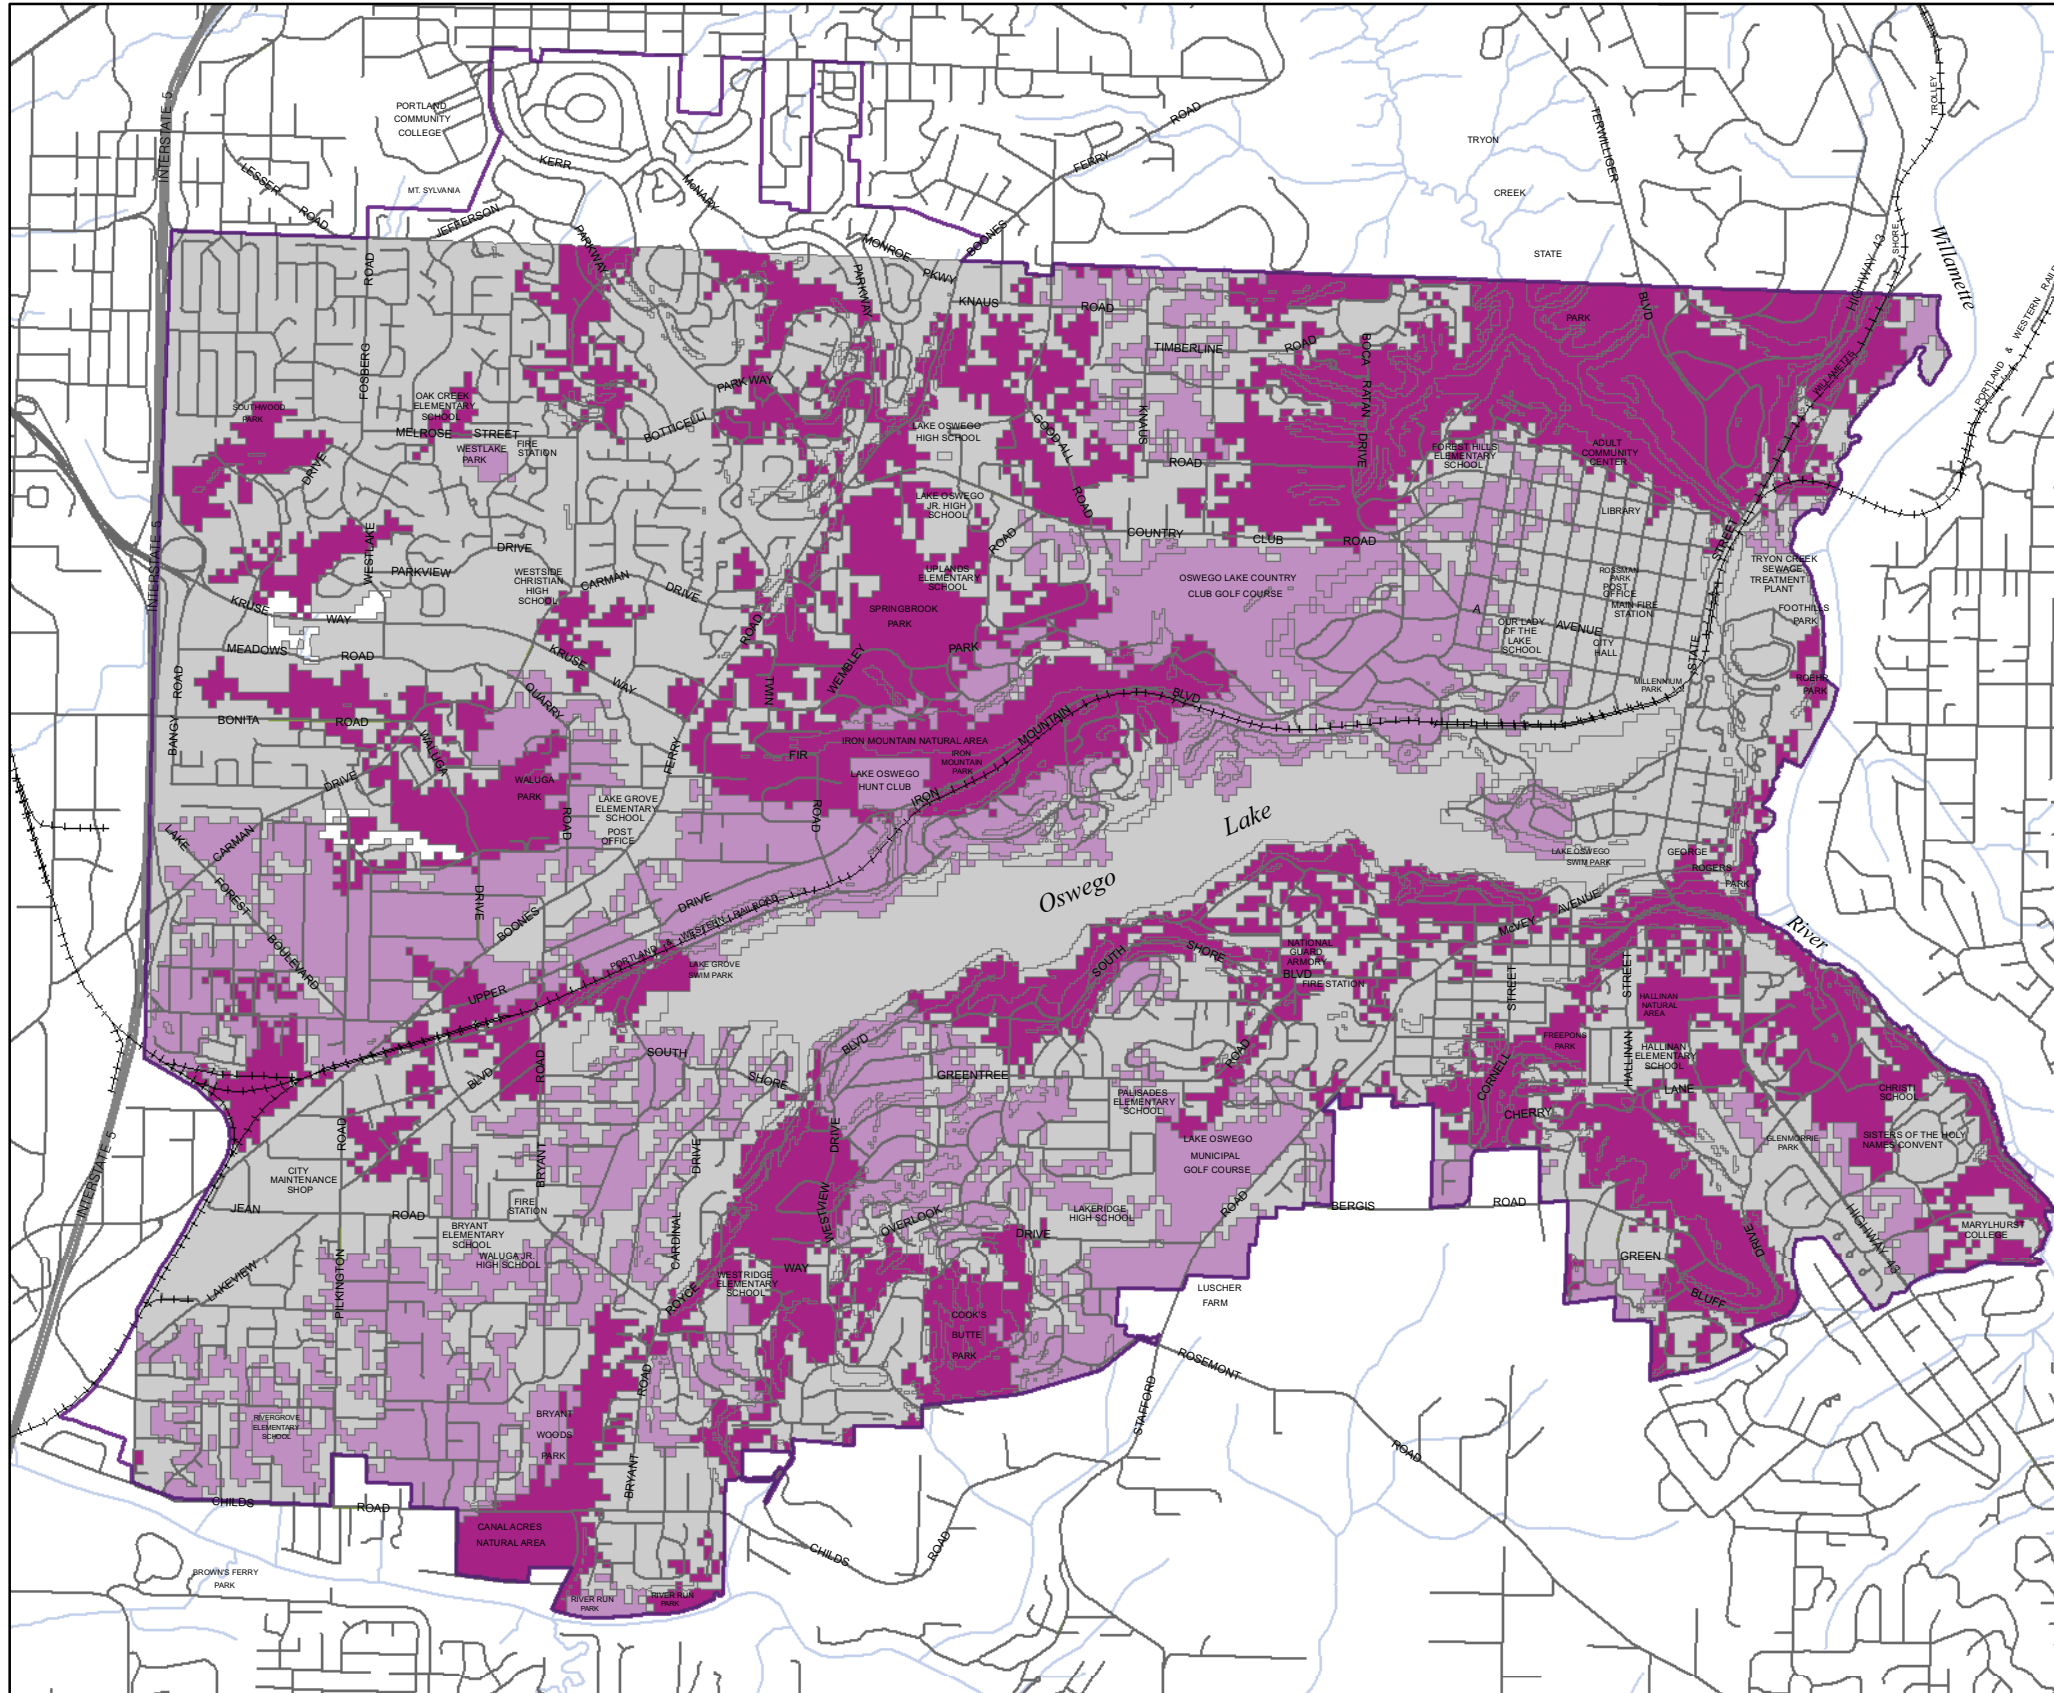 INTERSTATE 5
PORTLAND
COMMUNITY
COLLEGE
MT. SYLVANIA
LESSER
ROAD
JEFFERSON
KERR
PARKWAY
McNARY
FERRY
ROAD
BOONES
MONROE
PKWY
PARKWAY
TRYON
CREEK
STATE
PARK
TERWILLIGER
BLVD
TROLLEY
SHORE
HIGHWAY 43
Willamette
PORTLAND & WESTERN
ROAD
FOSBERG
KNAUS
ROAD
TIMBERLINE
ROAD
BOCA
RATAN
DRIVE
KNAUS
ROAD
SOUTHWOOD
PARK
OAK CREEK
ELEMENTARY
SCHOOL
MELROSE
STREET
FIRE
STATION
WESTLAKE
PARK
DRIVE
PARK WAY
BOTTICELLI
LAKE OSWEGO
HIGH SCHOOL
GOODALL
ROAD
FOREST HILLS
ELEMENTARY
SCHOOL
ADULT
COMMUNITY
CENTER
LIBRARY
LAKE OSWEGO
JR. HIGH
SCHOOL
ROAD
COUNTRY
CLUB
ROAD
WESTLAKE
DRIVE
PARKVIEW
WESTSIDE
CHRISTIAN
HIGH
SCHOOL
CARMAN
DRIVE
UPLANDS
ELEMENTARY
SCHOOL
SPRINGBROOK
PARK
OSWEGO LAKE COUNTRY
CLUB GOLF COURSE
STREET
TRYON CREEK
SEWAGE
TREATMENT
PLANT
FOOTHILLS
PARK
ROSSMAN
PARK
POST
OFFICE
MAIN FIRE
STATION
A
AVENUE
OUR LADY
OF THE
LAKE
SCHOOL
CITY
HALL
MILLENNIUM
PARK
STATE
ROEHR
PARK
INTERSTATE 5
KRUSE
WAY
MEADOWS
ROAD
KRUSE
WAY
ROAD
BANGY
BONITA
ROAD
QUARRY
WALUGA
ROAD
TWIN
WEMBLEY
PARK
FERRY
FIR
ROAD
IRON MOUNTAIN NATURAL AREA
IRON
MOUNTAIN
PARK
IRON
MOUNTAIN
BLVD
LAKE OSWEGO
HUNT CLUB
WALUGA
PARK
ROAD
LAKE GROVE
ELEMENTARY
SCHOOL
POST
OFFICE
DRIVE
CARMAN
LAKE
FOREST
BOULEVARD
DRIVE
BOONES
UPPER
DRIVE
PORTLAND & WESTERN RAILROAD
LAKE GROVE
SWIM PARK
Lake
Oswego
LAKE OSWEGO
SWIM PARK
GEORGE
ROGERS
PARK
River
McVEY
AVENUE
SOUTH
SHORE
BLVD
NATIONAL
GUARD
ARMORY
FIRE STATION
STREET
STREET
HALLINAN
HALLINAN
NATURAL
AREA
FREEPONS
PARK
HALLINAN
ELEMENTARY
SCHOOL
LANE
CORNELL
CHERRY
CHRISTI
SCHOOL
SISTERS OF THE HOLY
NAMES CONVENT
GLENMORRIE
PARK
MARYLHURST
COLLEGE
HIGHWAY 43
SOUTH
SHORE
BLVD
GREENTREE
ROAD
PALISADES
ELEMENTARY
SCHOOL
LAKE OSWEGO
MUNICIPAL
GOLF COURSE
ROAD
BLVD
ROAD
ROAD
BRYANT
CITY
MAINTENANCE
SHOP
INTERSTATE 5
JEAN
ROAD
FIRE
STATION
BRYANT
ELEMENTARY
SCHOOL
WALUGA JR.
HIGH SCHOOL
LAKEVIEW
PILKINGTON
DRIVE
CARDINAL
DRIVE
WESTVIEW
OVERLOOK
DRIVE
LAKERIDGE
HIGH SCHOOL
BERGIS
ROAD
GREEN
DRIVE
BLUFF
ROYCE
WAY
WESTRIDGE
ELEMENTARY
SCHOOL
COOK'S
BUTTE
PARK
LUSCHER
FARM
ROSEMONT
ROAD
STAFFORD
ROAD
BRYANT
BRYANT
WOODS
PARK
RIVERGROVE
ELEMENTARY
SCHOOL
CHILDS
ROAD
CANAL ACRES
NATURAL AREA
CHILDS
ROAD
BROWN'S FERRY
PARK
RIVER RUN
PARK
RIVER RUN
PARK